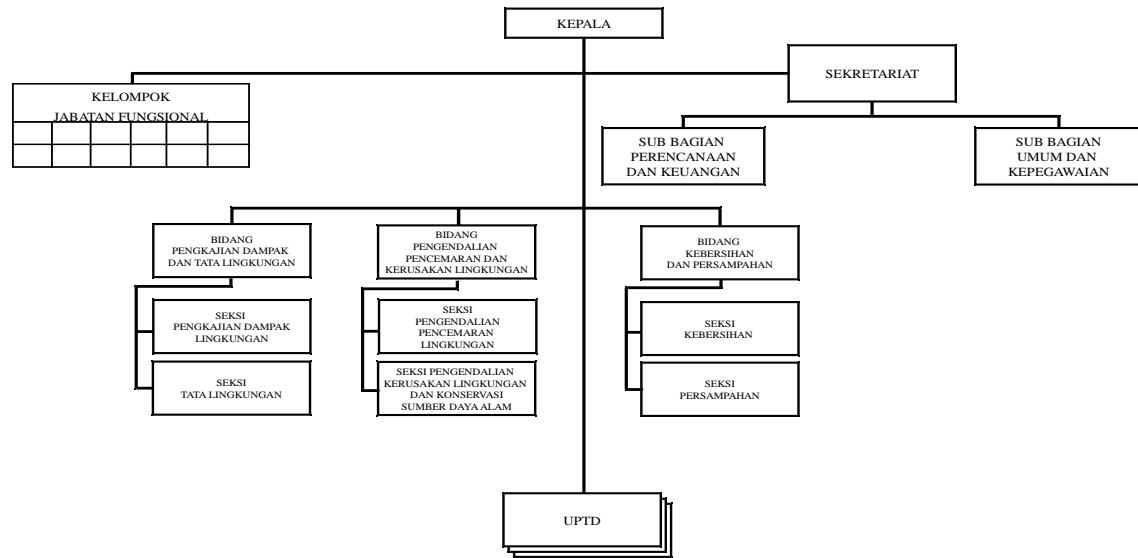 KEPALA
SEKRETARIAT
KELOMPOK
JABATAN FUNGSIONAL
SUB BAGIAN
PERENCANAAN
DAN KEUANGAN
SUB BAGIAN
UMUM DAN
KEPEGAWAIAN
BIDANG
PENGKAJIAN DAMPAK
DAN TATA LINGKUNGAN
BIDANG
PENGENDALIAN
PENCEMARAN DAN
KERUSAKAN LINGKUNGAN
BIDANG
KEBERSIHAN
DAN PERSAMPAHAN
SEKSI
PENGKAJIAN DAMPAK
LINGKUNGAN
SEKSI
PENGENDALIAN
PENCEMARAN
LINGKUNGAN
SEKSI
KEBERSIHAN
SEKSI
TATA LINGKUNGAN
SEKSI PENGENDALIAN
KERUSAKAN LINGKUNGAN
DAN KONSERVASI
SUMBER DAYA ALAM
SEKSI
PERSAMPAHAN
UPTD